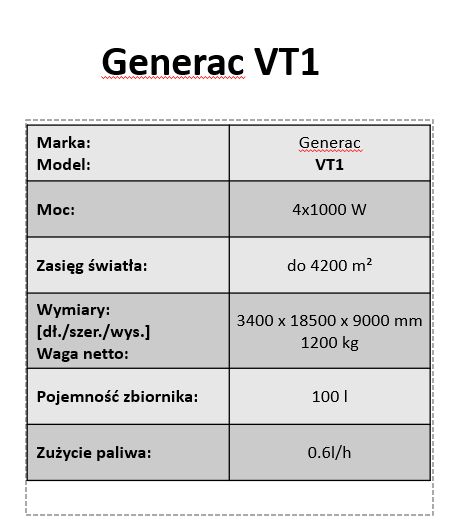 Generac VT1
Marka:
Model:
Generac
VT1
Moc:
4x1000 W
Zasięg światła:
do 4200 m²
Wymiary:
[dł./szer./wys.]
Waga netto:
3400 x 18500 x 9000 mm
1200 kg
Pojemność zbiornika:
100 l
Zużycie paliwa:
0.6l/h